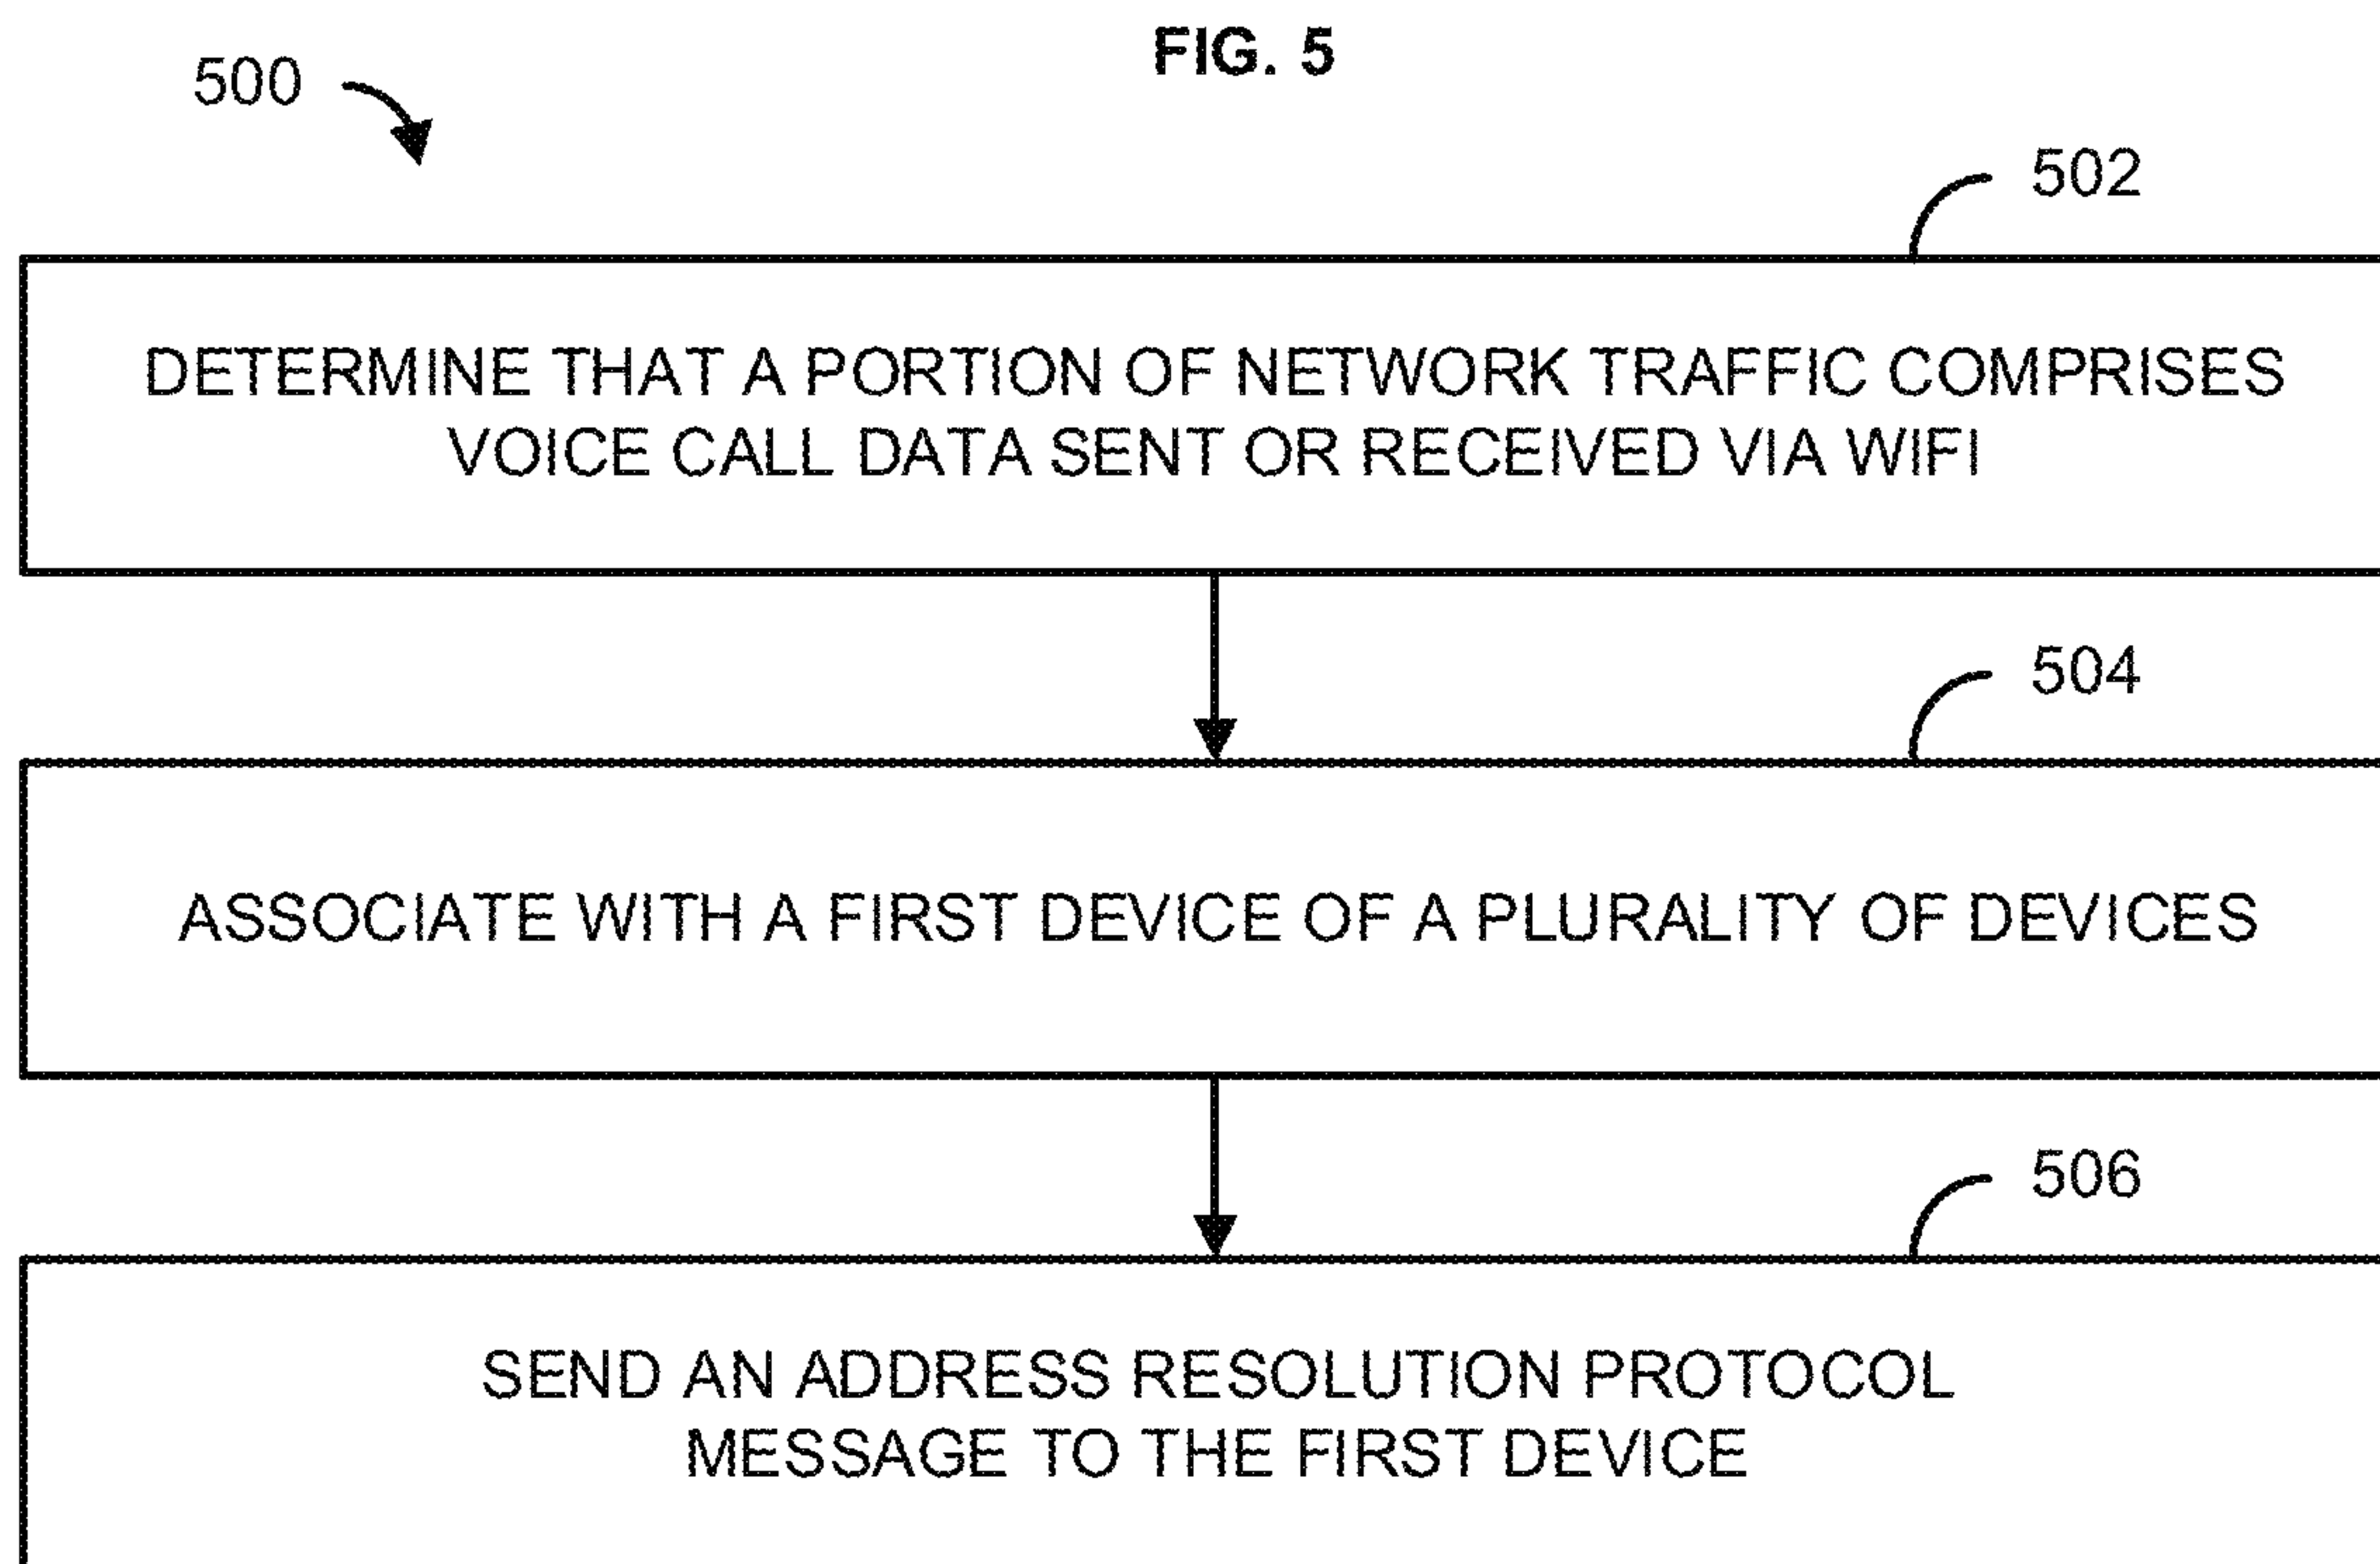 FIG. 5
500
502
DETERMINE THAT A PORTION OF NETWORK TRAFFIC COMPRISES
VOICE CALL DATA SENT OR RECEIVED VIA WIFI
504
ASSOCIATE WITH A FIRST DEVICE OF A PLURALITY OF DEVICES
506
SEND AN ADDRESS RESOLUTION PROTOCOL
MESSAGE TO THE FIRST DEVICE